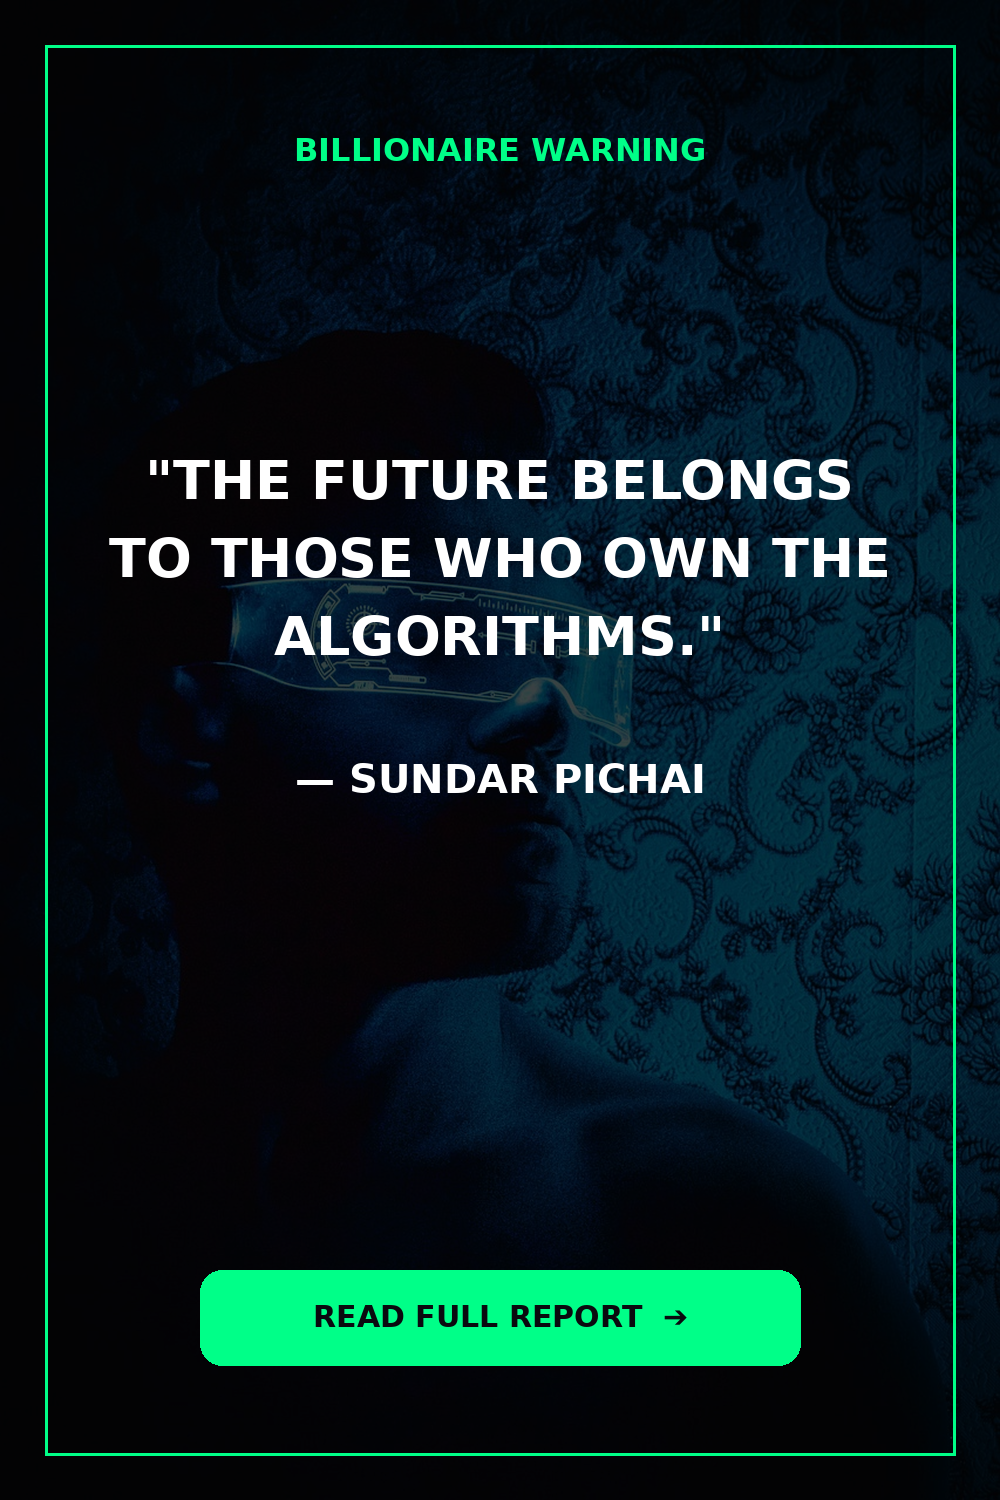 BILLIONAIRE WARNING
"THE FUTURE BELONGS
TO THOSE WHO OWN THE
ALGORITHMS."
— SUNDAR PICHAI
READ FULL REPORT ➔